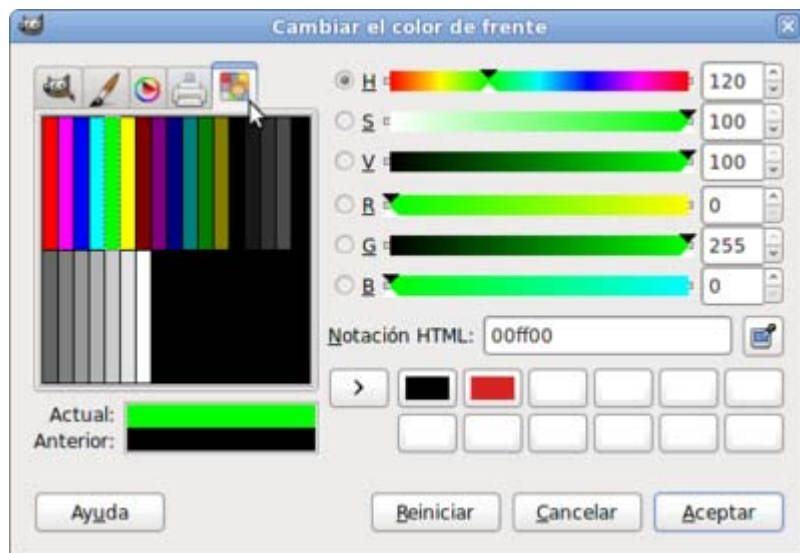 Cambiar el color de frente
H 120
S 100
V 100
R 0
G 255
B 0
Notación HTML: 00ff00
>
Actual:
Anterior:
Ayuda Reiniciar Cancelar Aceptar